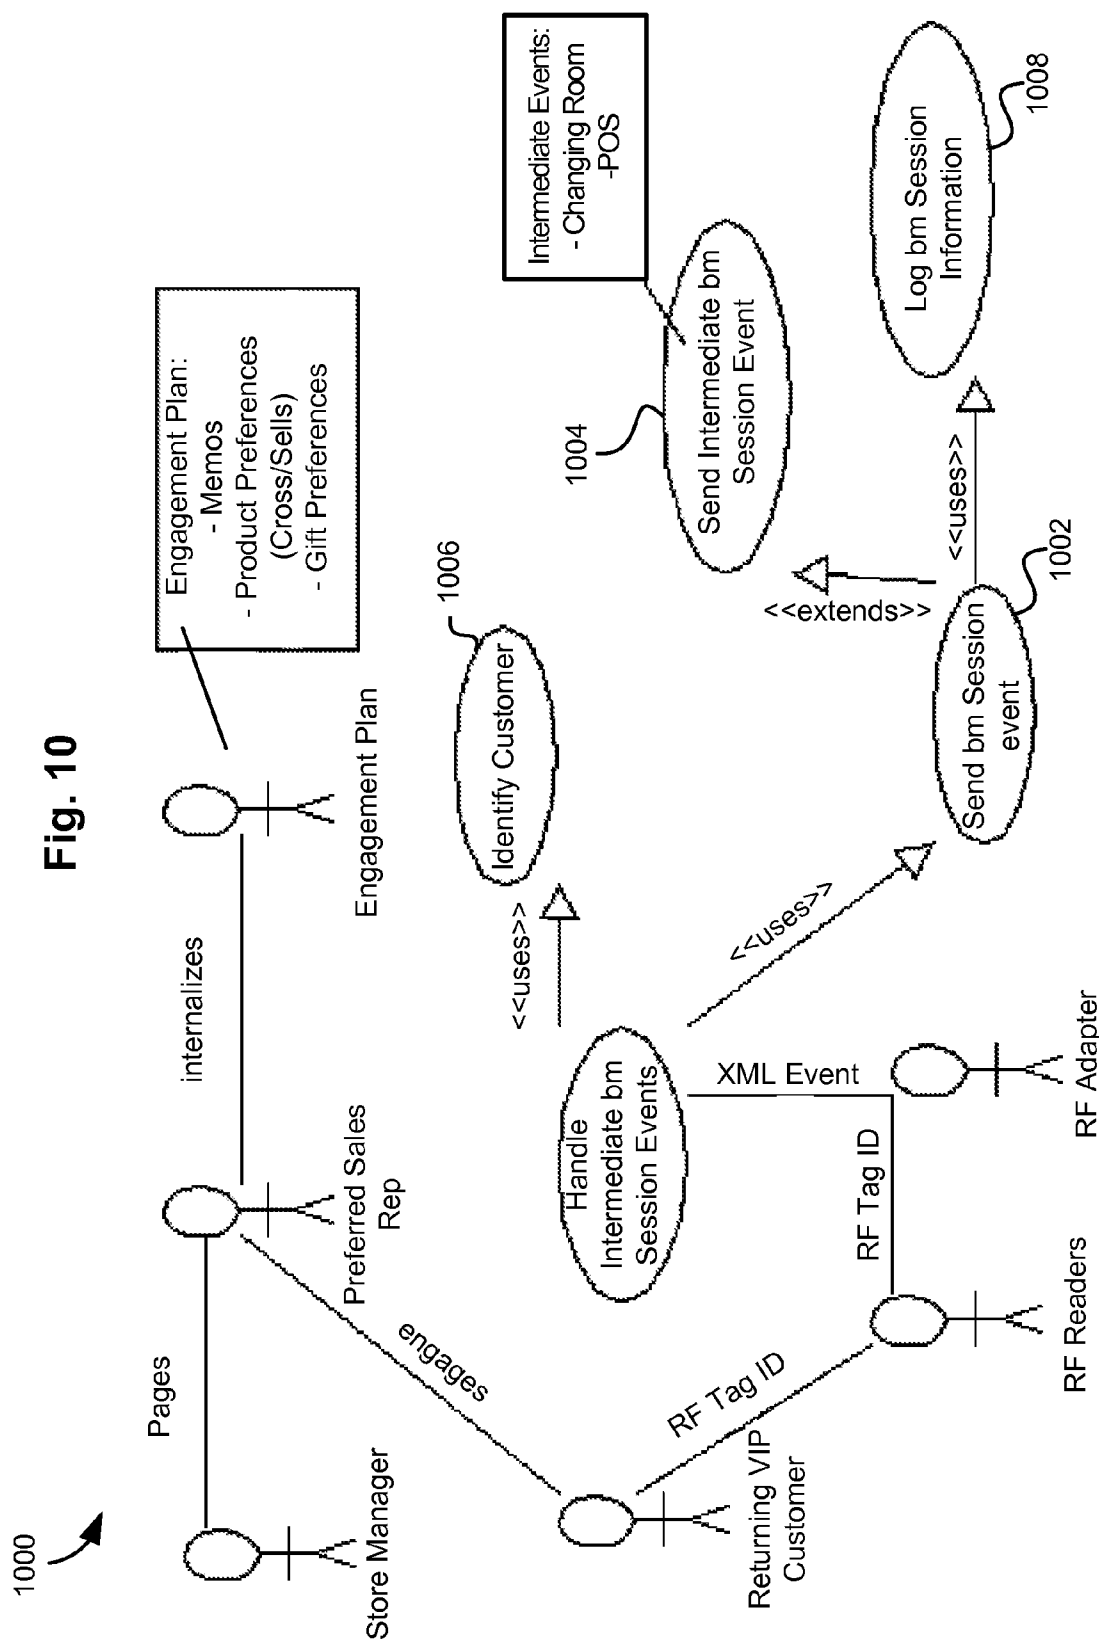 Fig. 10
1000
Pages
internalizes
Engagement Plan:
- Memos
- Product Preferences
(Cross/Sells)
- Gift Preferences
Store Manager
Preferred Sales
Rep
Engagement Plan
engages
<<uses>>
Identify Customer
1006
Intermediate Events:
- Changing Room
-POS
1004
Send Intermediate bm
Session Event
Handle
Intermediate bm
Session Events
<<uses>>
<<extends>>
Returning VIP
Customer
RF Tag ID
RF Tag ID
XML Event
Send bm Session
event
1002
<<uses>>
Log bm Session
Information
1008
RF Readers
RF Adapter